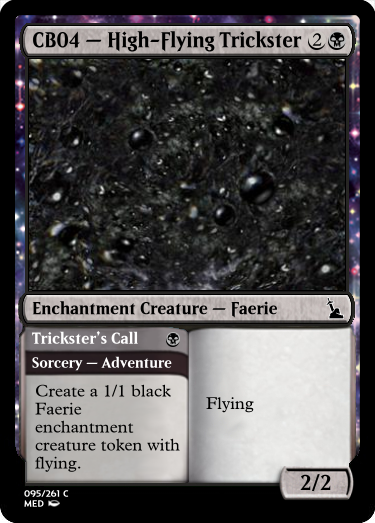 CB04 — High-Flying Trickster 2
Enchantment Creature — Faerie
Trickster's Call
Sorcery — Adventure
Create a 1/1 black
Faerie
enchantment
creature token with
flying.
Flying
2/2
095/261 C
MED